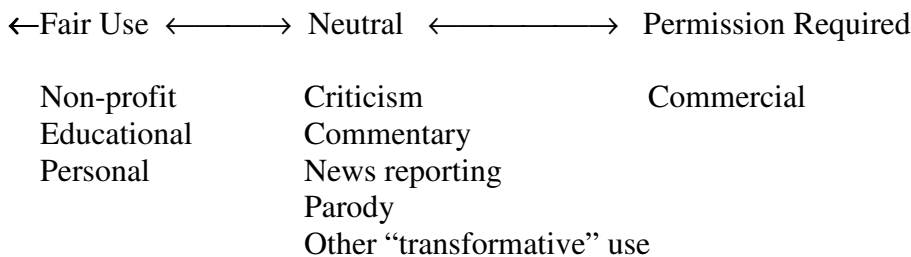 ←Fair Use ←——→ Neutral ←———→ Permission Required
Non-profit Criticism Commercial
Educational Commentary
Personal News reporting
Parody
Other “transformative” use